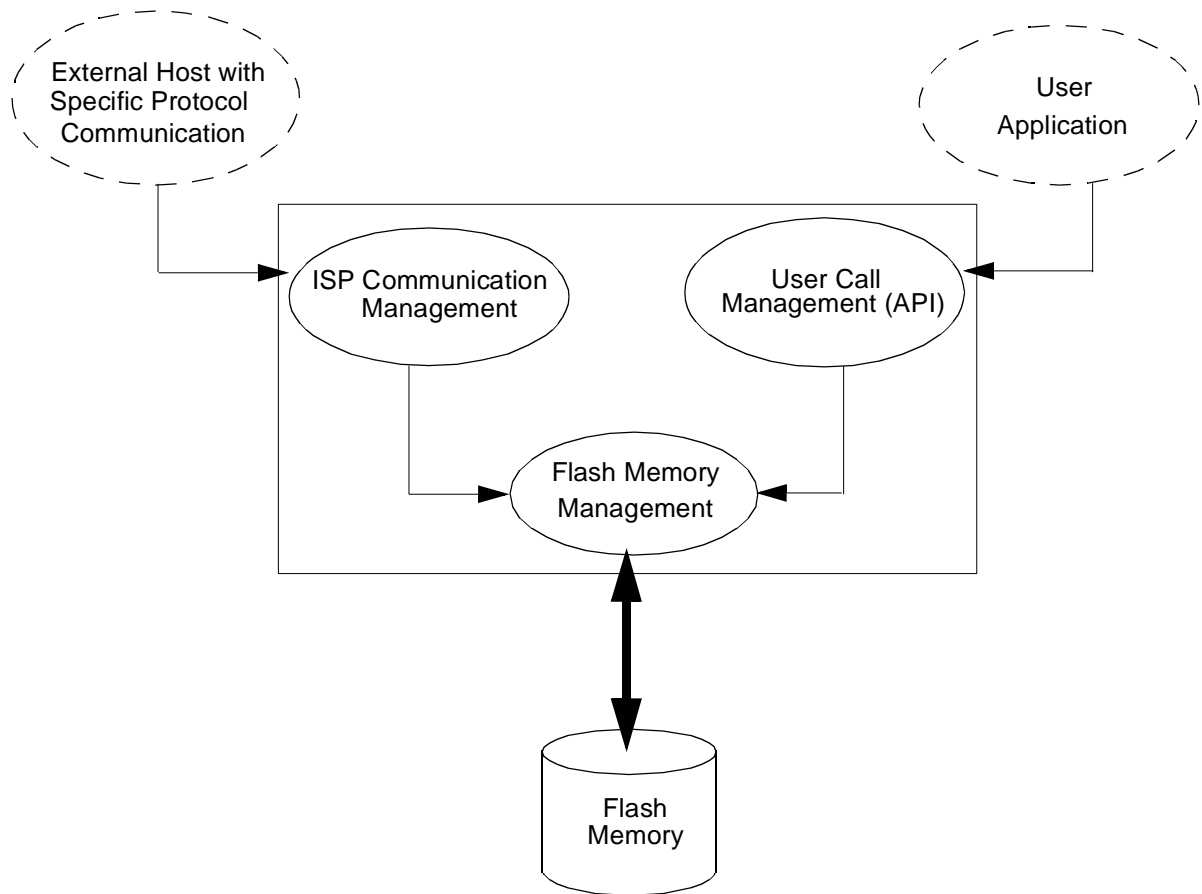 External Host with
Specific Protocol
Communication
User
Application
ISP Communication
Management
User Call
Management (API)
Flash Memory
Management
Flash
Memory